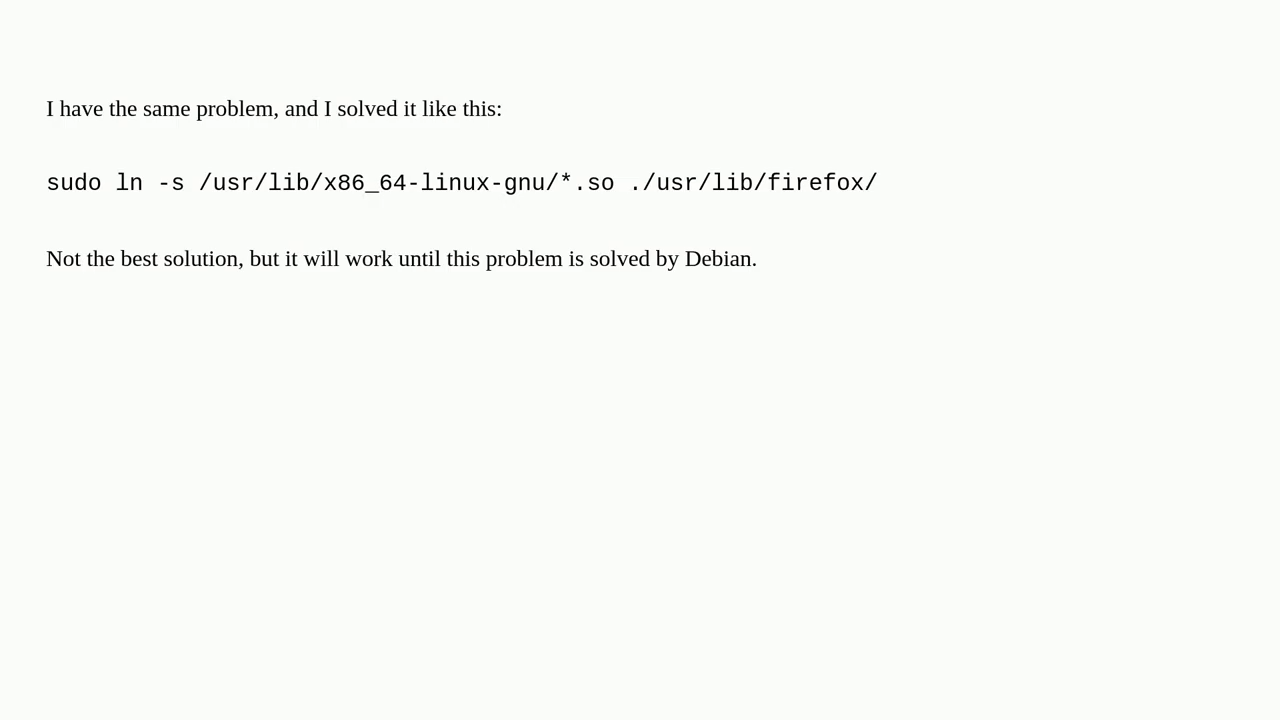 I have the same problem, and I solved it like this:
sudo ln -s /usr/lib/x86_64-linux-gnu/*.so ./usr/lib/firefox/
Not the best solution, but it will work until this problem is solved by Debian.